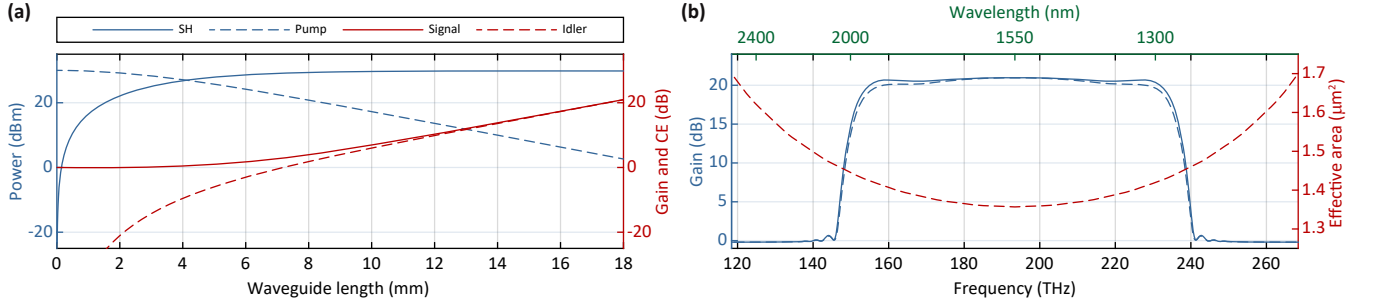 (a)
SH Pump Signal Idler
20
0
-20
Power (dBm)
20
0
-20
Gain and CE (dB)
0 2 4 6 8 10 12 14 16 18
Waveguide length (mm)
(b)
Wavelength (nm)
2400 2000 1550 1300
20
15
10
5
0
Gain (dB)
1.7
1.6
1.5
1.4
1.3
Effective area (μm²)
120 140 160 180 200 220 240 260
Frequency (THz)